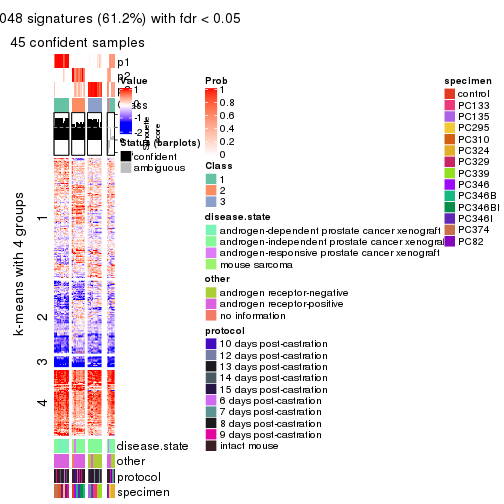 048 signatures (61.2%) with fdr < 0.05
45 confident samples
p1
p2
Value
1
-1
-2
Silhouette
score
Status (barplots)
confident
ambiguous
Prob
1
0.8
0.6
0.4
0.2
0
Class
1
2
3
disease.state
androgen-dependent prostate cancer xenograft
androgen-independent prostate cancer xenograft
androgen-responsive prostate cancer xenograft
mouse sarcoma
other
androgen receptor-negative
androgen receptor-positive
no information
protocol
10 days post-castration
12 days post-castration
13 days post-castration
14 days post-castration
15 days post-castration
6 days post-castration
7 days post-castration
8 days post-castration
9 days post-castration
intact mouse
specimen
control
PC133
PC135
PC295
PC310
PC324
PC329
PC339
PC346
PC346B
PC346BI
PC346I
PC374
PC82
k-means with 4 groups
1
2
3
4
disease.state
other
protocol
specimen